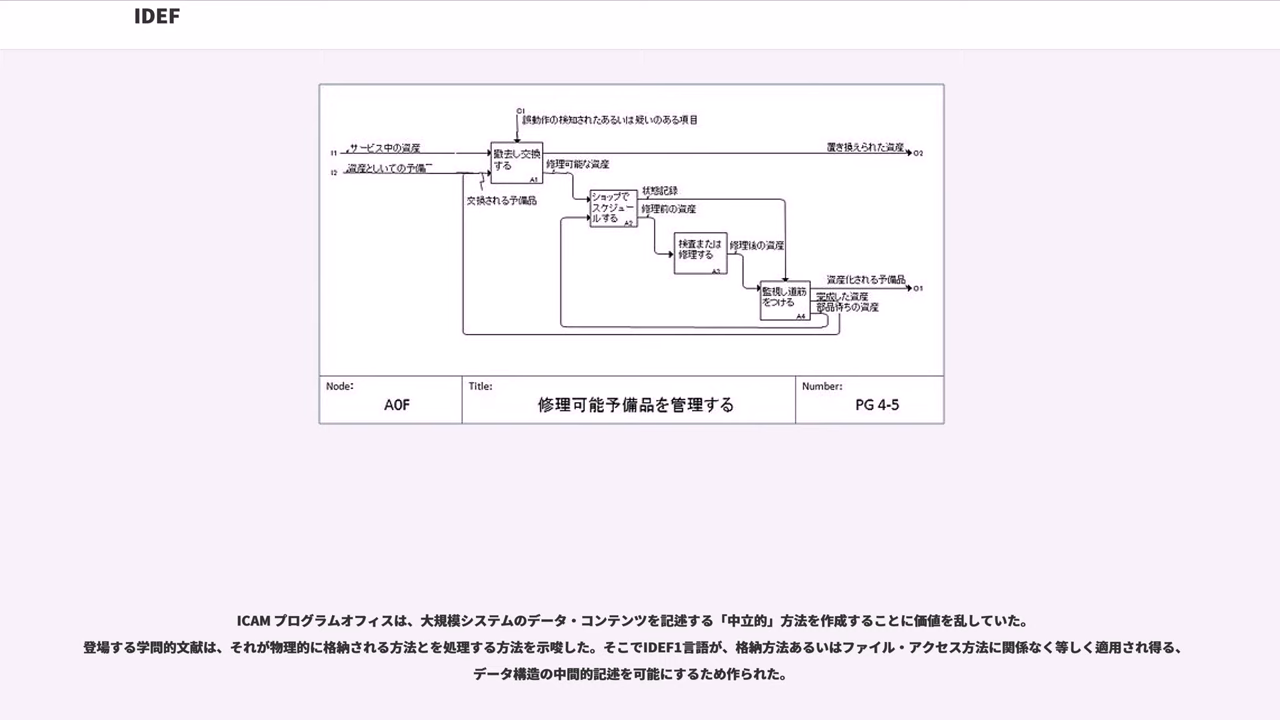 IDEF
C1
誤動作の検知されたあるいは疑いのある項目
I1
サービス中の資産
撤去し交換
する
A1
置き換えられた資産
O2
I2
資産としいての予備
修理可能な資産
交換される予備品
ショップで
スケジュー
ルする
A2
状態記録
修理前の資産
検査または
修理する
A3
修理後の資産
監視し道筋
をつける
A4
資産化される予備品
O1
完成した資産
部品待ちの資産
Node:
A0F
Title:
修理可能予備品を管理する
Number:
PG 4-5
ICAM プログラムオフィスは、大規模システムのデータ・コンテンツを記述する「中立的」方法を作成することに価値を乱していた。
登場する学問的文献は、それが物理的に格納される方法とを処理する方法を示唆した。そこでIDEF1言語が、格納方法あるいはファイル・アクセス方法に関係なく等しく適用され得る、
データ構造の中間的記述を可能にするため作られた。